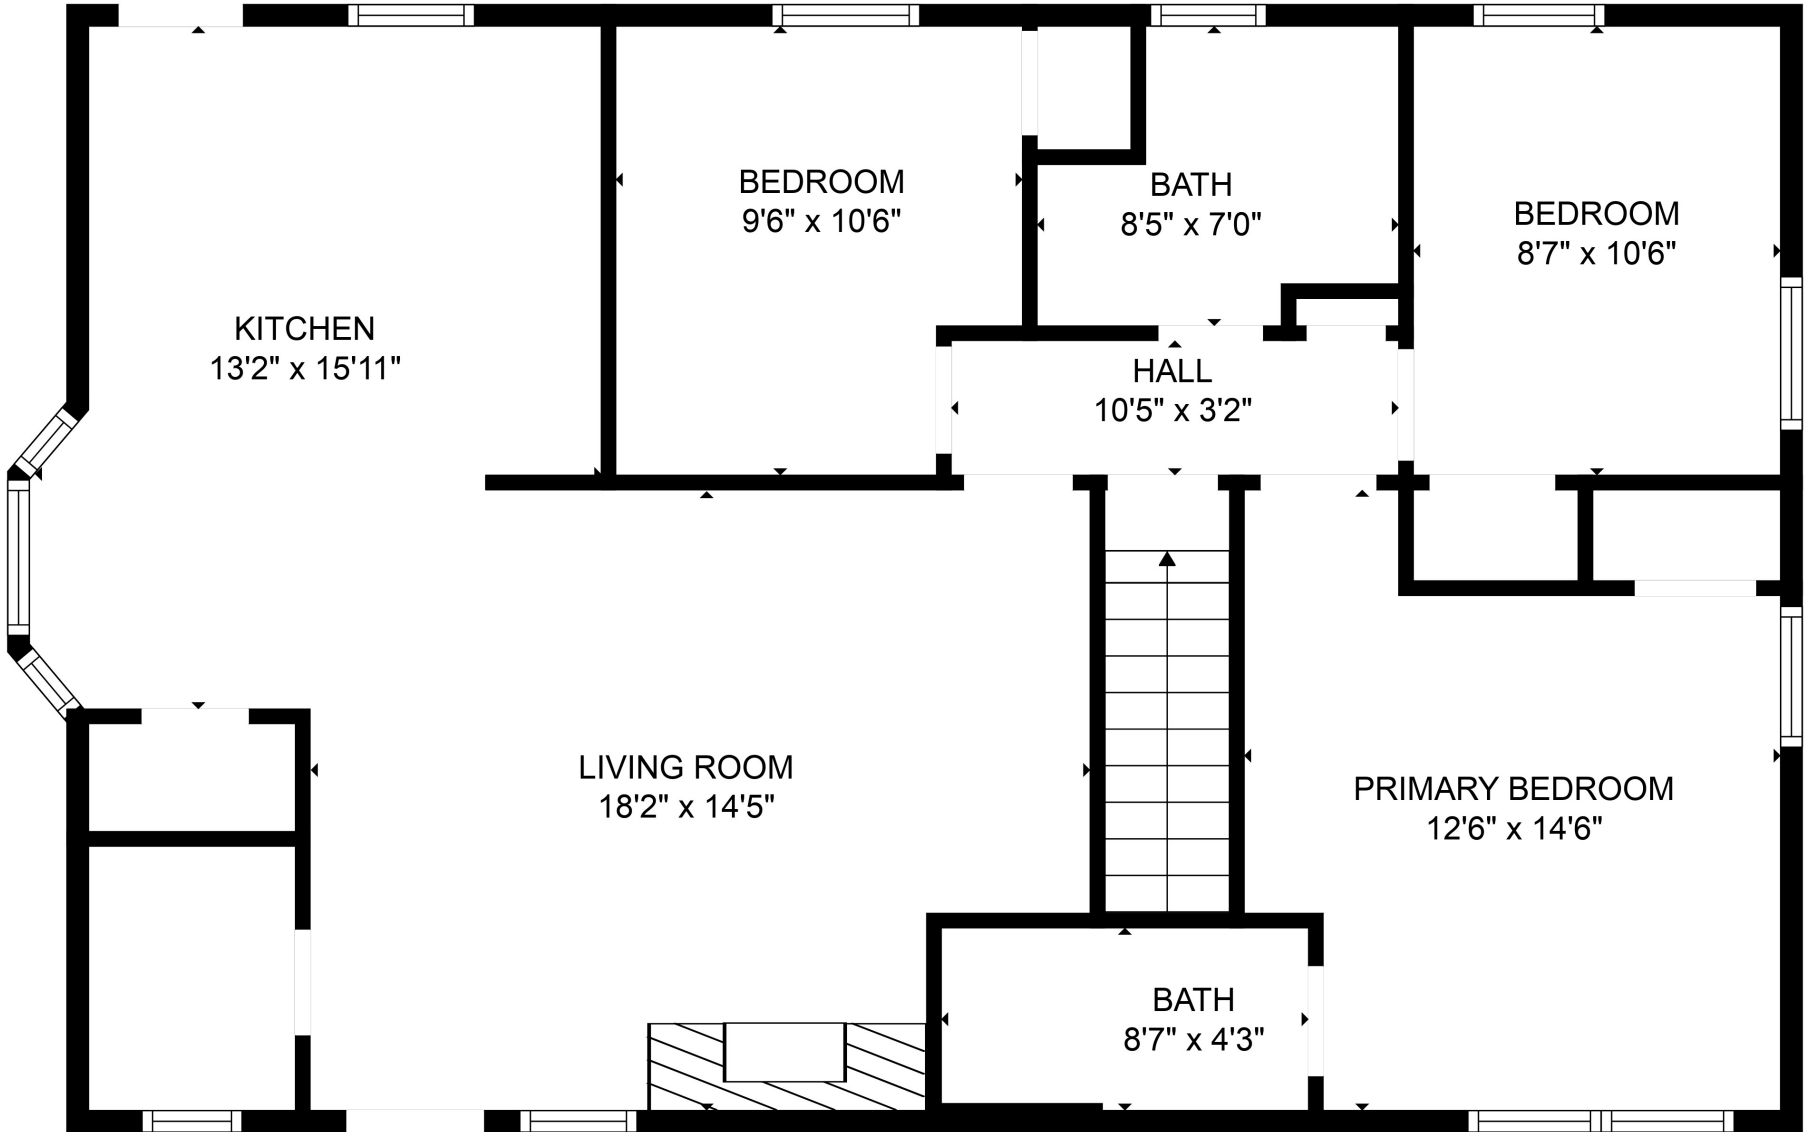 KITCHEN
13'2" x 15'11"
BEDROOM
9'6" x 10'6"
BATH
8'5" x 7'0"
BEDROOM
8'7" x 10'6"
HALL
10'5" x 3'2"
LIVING ROOM
18'2" x 14'5"
PRIMARY BEDROOM
12'6" x 14'6"
BATH
8'7" x 4'3"